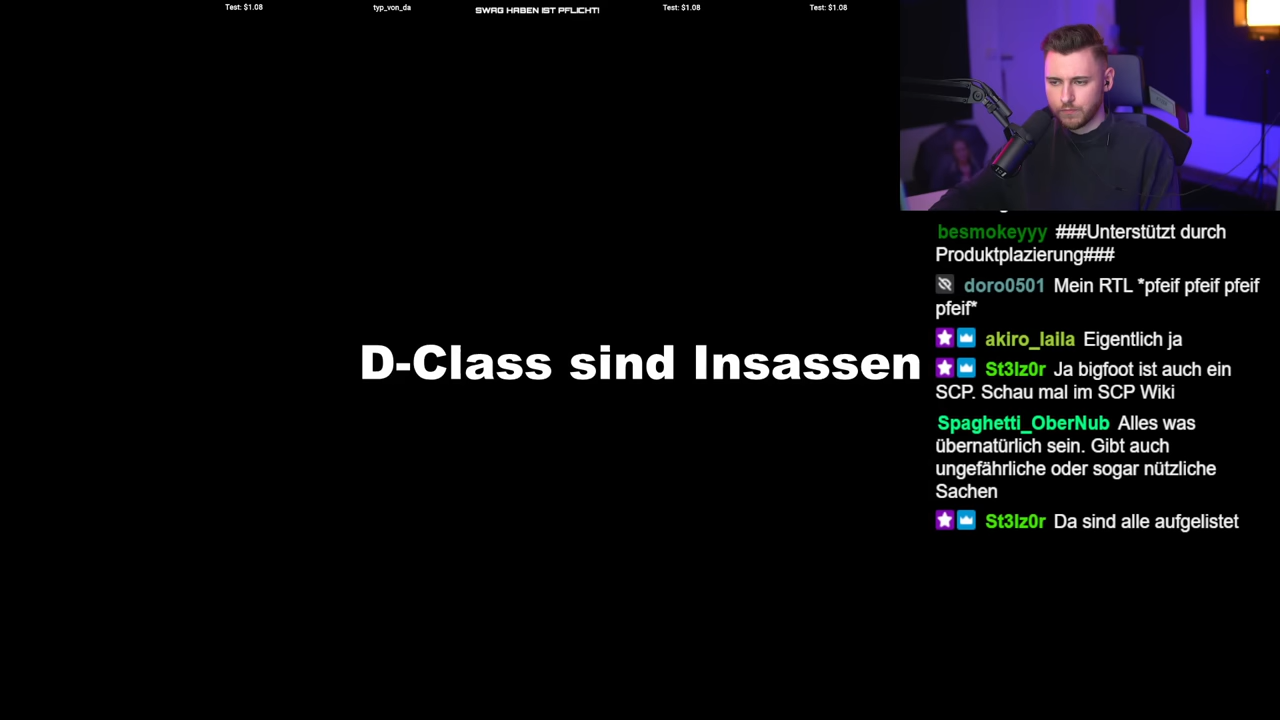 Test: $1.08
typ_von_da
SWAG HABEN IST PFLICHT!
Test: $1.08
Test: $1.08
besmokeyyy ###Unterstützt durch
Produktplazierung###
doro0501 Mein RTL *pfeif pfeif pfeif
pfeif*
akiro_laila Eigentlich ja
D-Class sind Insassen
St3lz0r Ja bigfoot ist auch ein
SCP. Schau mal im SCP Wiki
Spaghetti_OberNub Alles was
übernatürlich sein. Gibt auch
ungefährliche oder sogar nützliche
Sachen
St3lz0r Da sind alle aufgelistet